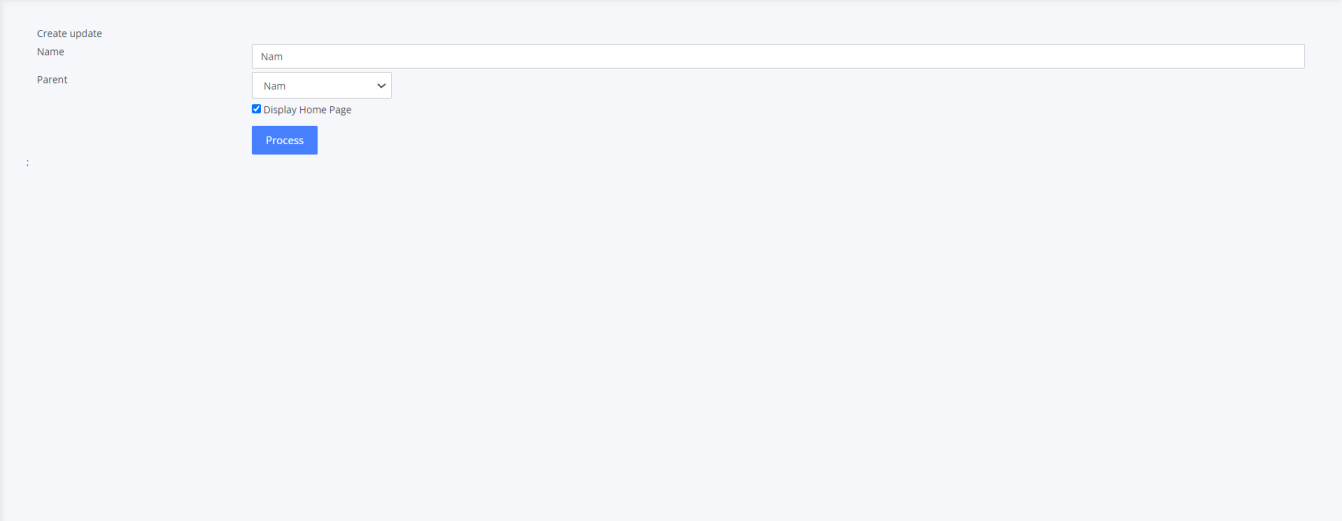 Create update
Name
Nam
Parent
Nam
Display Home Page
Process
;